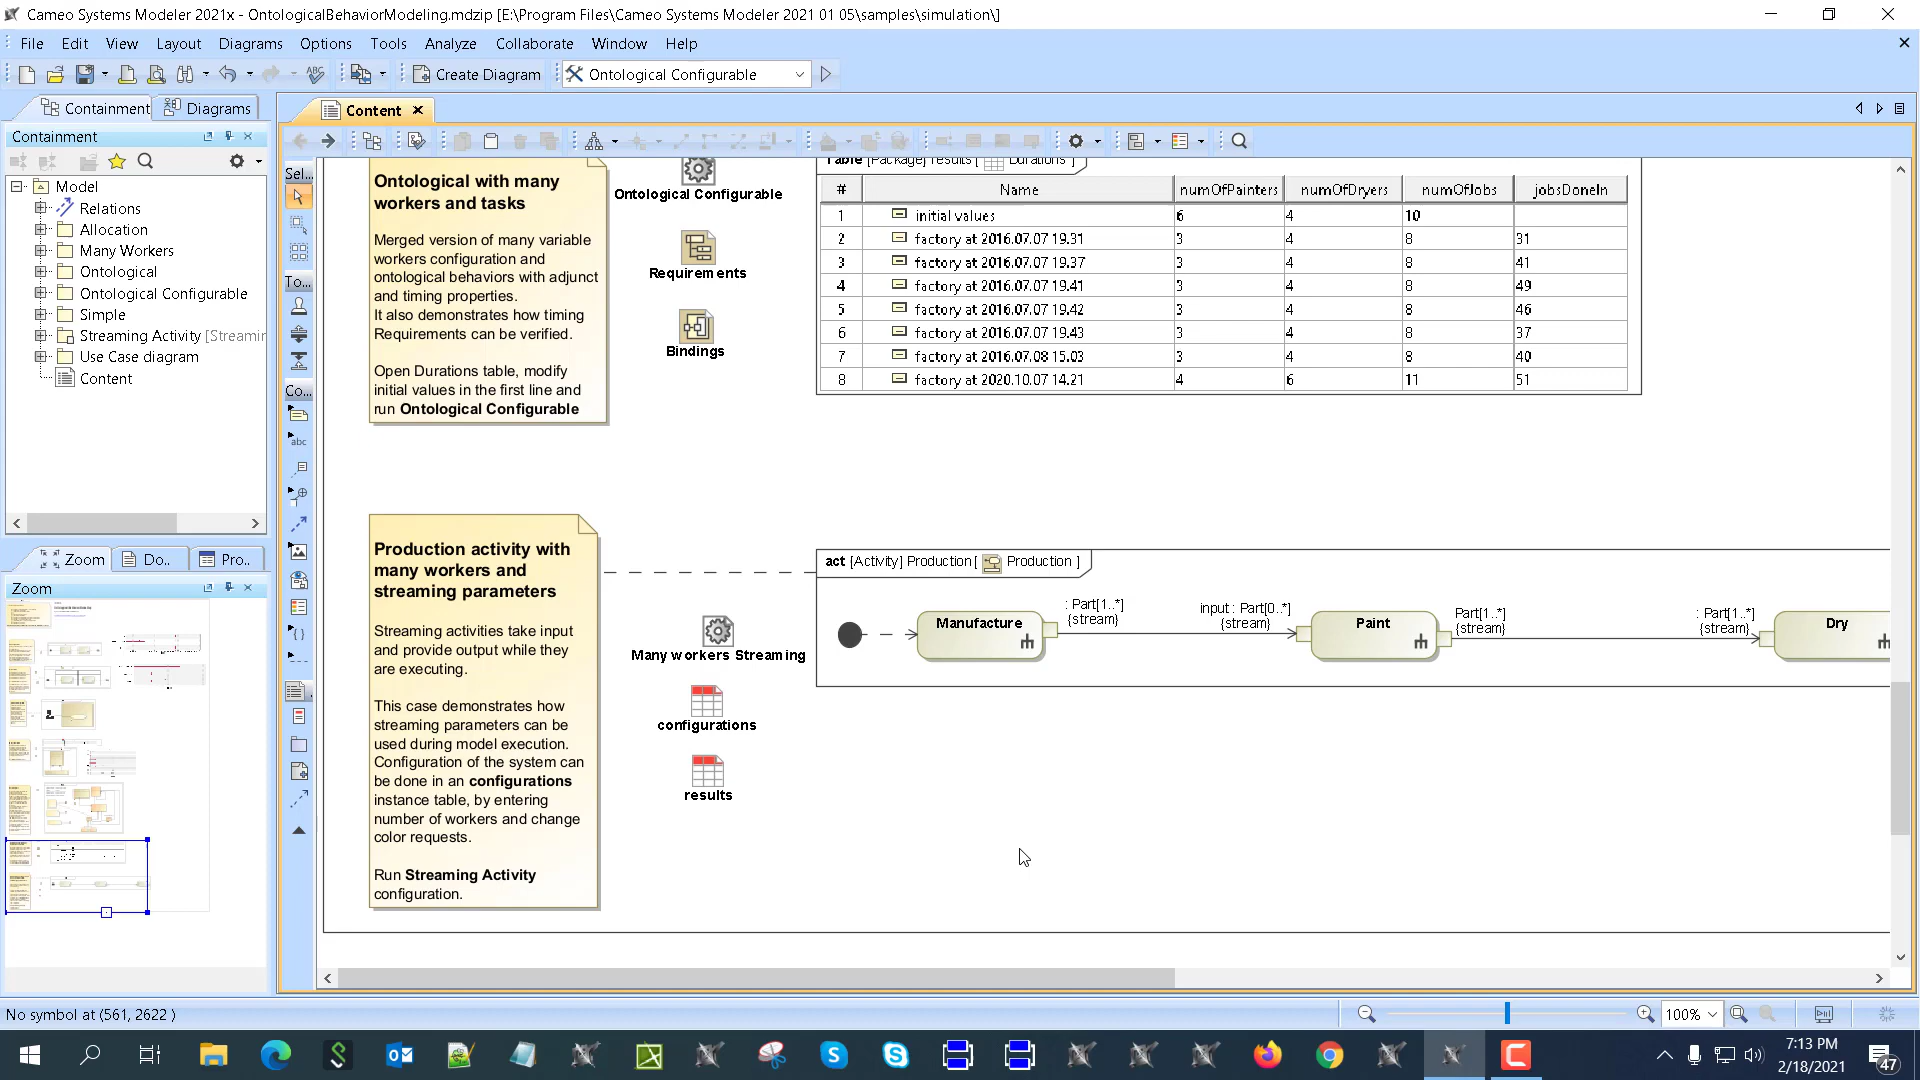 Cameo Systems Modeler 2021x - OntologicalBehaviorModeling.mdzip [E:\Program Files\Cameo Systems Modeler 2021 01 05\samples\simulation\]
File Edit View Layout Diagrams Options Tools Analyze Collaborate Window Help
Create Diagram
Ontological Configurable
Containment
Diagrams
Content
Containment
Model
Relations
Allocation
Many Workers
Ontological
Ontological Configurable
Simple
Streaming Activity [Streamin
Use Case diagram
Content
Zoom
Do..
Pro..
Zoom
Sel...
To...
Co...
abc
Ontological with many
workers and tasks
Merged version of many variable
workers configuration and
ontological behaviors with adjunct
and timing properties.
It also demonstrates how timing
Requirements can be verified.
Open Durations table, modify
initial values in the first line and
run Ontological Configurable
Ontological Configurable
Requirements
Bindings
Table [Package] results [ Durations ]
# Name numOfPainters numOfDryers numOfJobs jobsDoneIn
1 initial values 6 4 10
2 factory at 2016.07.07 19.31 3 4 8 31
3 factory at 2016.07.07 19.37 3 4 8 41
4 factory at 2016.07.07 19.41 3 4 8 49
5 factory at 2016.07.07 19.42 3 4 8 46
6 factory at 2016.07.07 19.43 3 4 8 37
7 factory at 2016.07.08 15.03 3 4 8 40
8 factory at 2020.10.07 14.21 4 6 11 51
Production activity with
many workers and
streaming parameters
Streaming activities take input
and provide output while they
are executing.
This case demonstrates how
streaming parameters can be
used during model execution.
Configuration of the system can
be done in an configurations
instance table, by entering
number of workers and change
color requests.
Run Streaming Activity
configuration.
Many workers Streaming
configurations
results
act [Activity] Production [ Production ]
Manufacture
: Part[1..*]
{stream}
input : Part[0..*]
{stream}
Paint
Part[1..*]
{stream}
: Part[1..*]
{stream}
Dry
No symbol at (561, 2622 )
100%
7:13 PM
2/18/2021
47